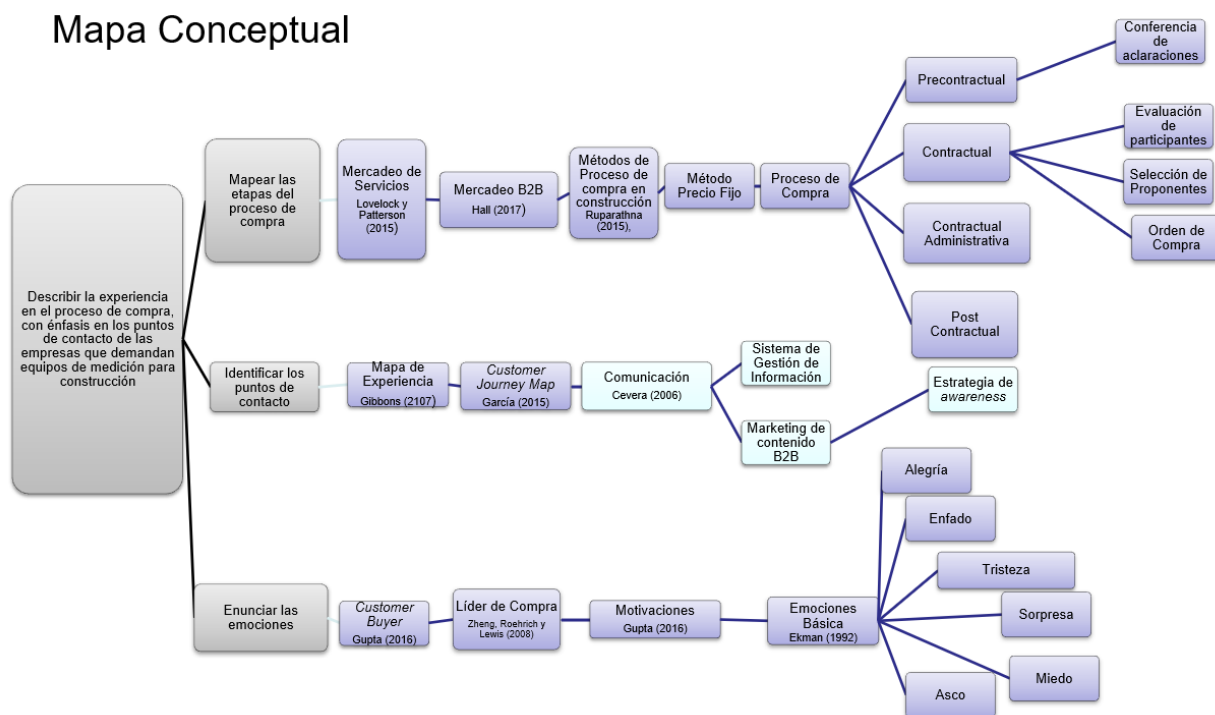 Mapa Conceptual
Describir la experiencia
en el proceso de compra,
con énfasis en los puntos
de contacto de las
empresas que demandan
equipos de medición para
construcción
Mapear las
etapas del
proceso de
compra
Mercadeo de
Servicios
Lovelock y
Patterson
(2015)
Mercadeo B2B
Hall (2017)
Métodos de
Proceso de
compra en
construcción
Ruparathna
(2015),
Método
Precio Fijo
Proceso de
Compra
Precontractual
Conferencia
de
aclaraciones
Contractual
Evaluación
de
participantes
Selección de
Proponentes
Orden de
Compra
Contractual
Administrativa
Post
Contractual
Identificar los
puntos de
contacto
Mapa de
Experiencia
Gibbons (2107)
Customer
Journey Map
García (2015)
Comunicación
Cevera (2006)
Sistema de
Gestión de
Información
Marketing de
contenido
B2B
Estrategia de
awareness
Enunciar las
emociones
Customer
Buyer
Gupta (2016)
Líder de Compra
Zheng, Roehrich y
Lewis (2008)
Motivaciones
Gupta (2016)
Emociones
Básica
Ekman (1992)
Alegría
Enfado
Tristeza
Sorpresa
Miedo
Asco